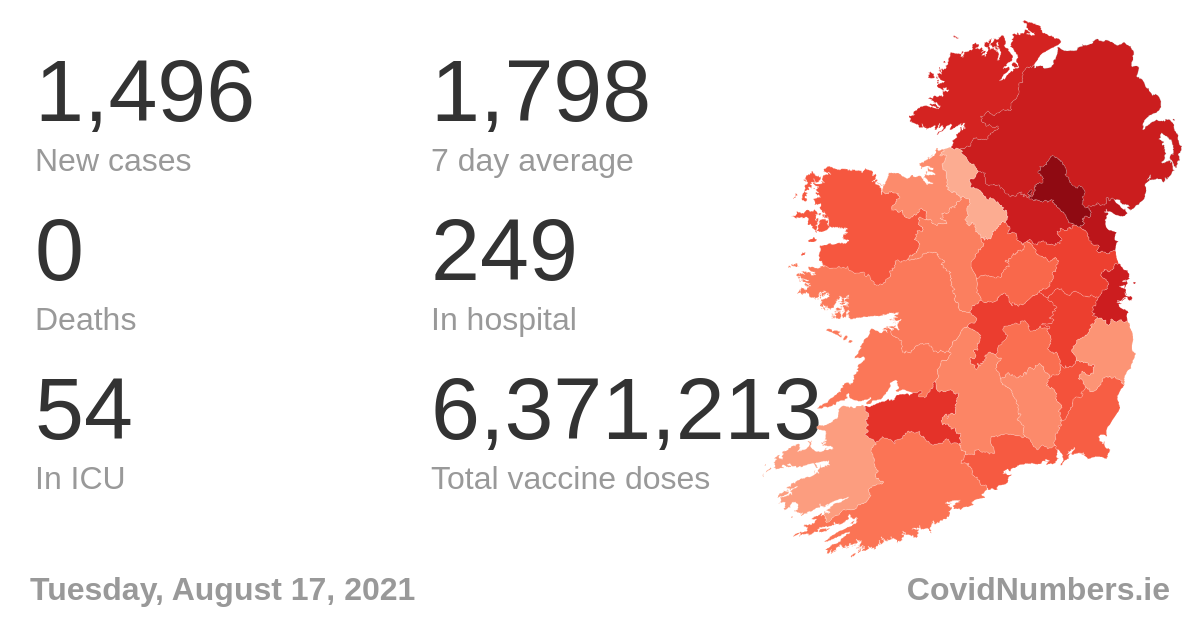 1,496 1,798
New cases 7 day average
0 249
Deaths In hospital
54 6,371,213
In ICU Total vaccine doses
Tuesday, August 17, 2021 CovidNumbers.ie